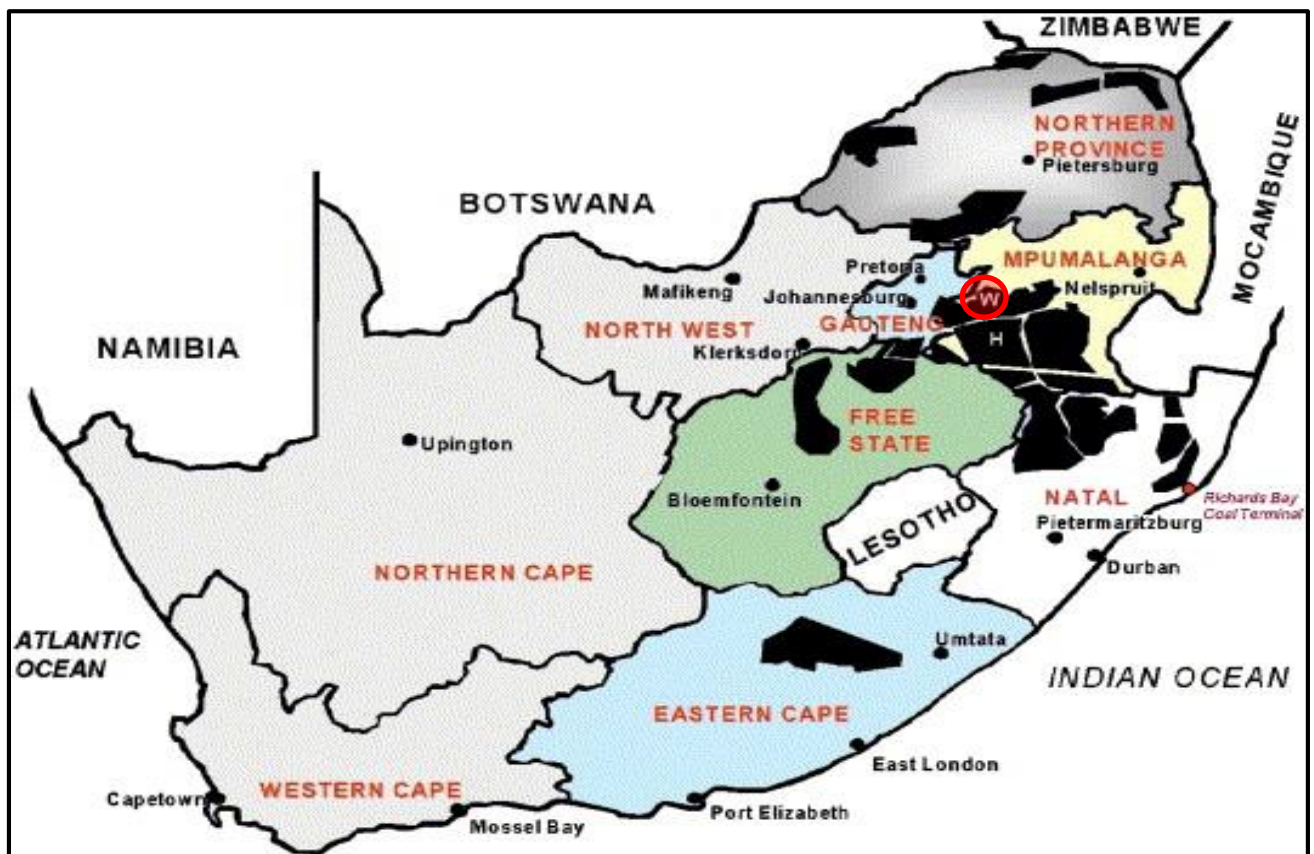 ZIMBABWE
NORTHERN
PROVINCE
Pietersburg
MOCAMBIQUE
BOTSWANA
MPUMALANGA
Pretoria
Mafikeng
Nelspruit
Johannesburg
W
NORTH WEST
GAUTENG
NAMIBIA
H
Klerksdorp
FREE
STATE
Upington
Bloemfontein
NATAL
Richards Bay
Coal Terminal
Pietermaritzburg
LESOTHO
Durban
NORTHERN CAPE
ATLANTIC
OCEAN
Umtata
INDIAN OCEAN
EASTERN CAPE
East London
WESTERN CAPE
Capetown
Port Elizabeth
Mossel Bay